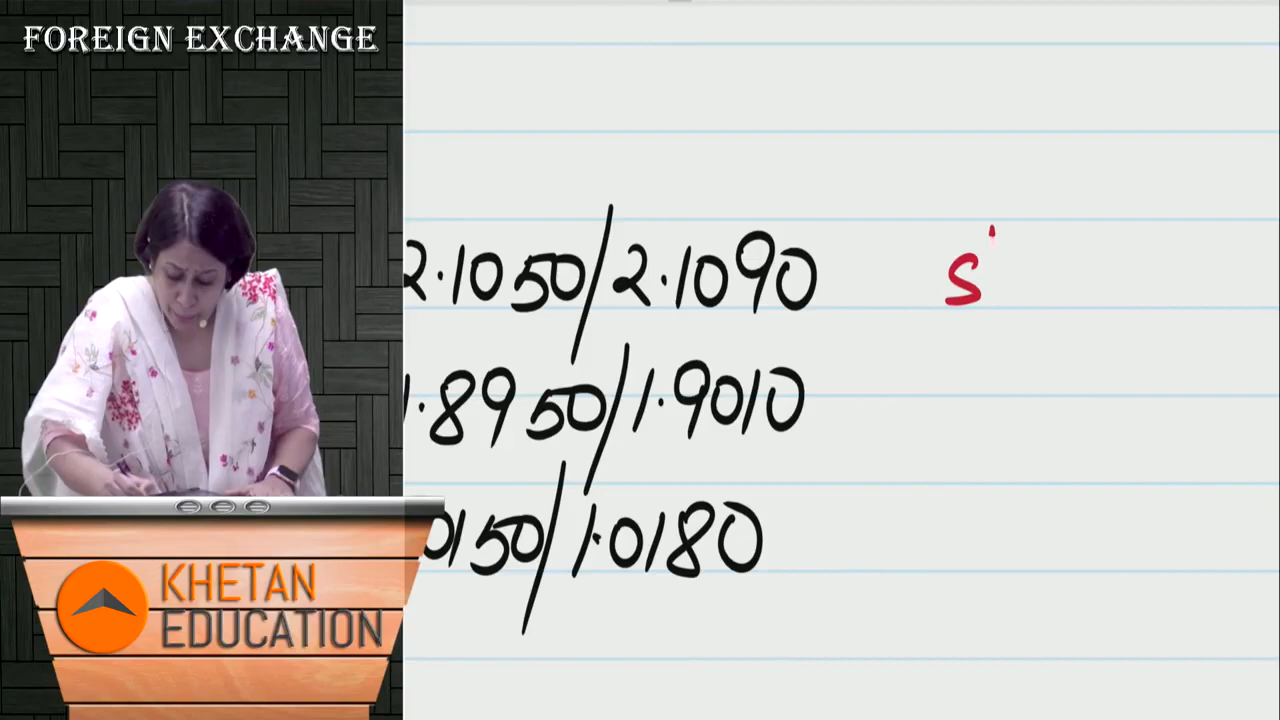 FOREIGN EXCHANGE
2.1050/2.1090 S
1.8950/1.9010
0150/1.0180
KHETAN
EDUCATION